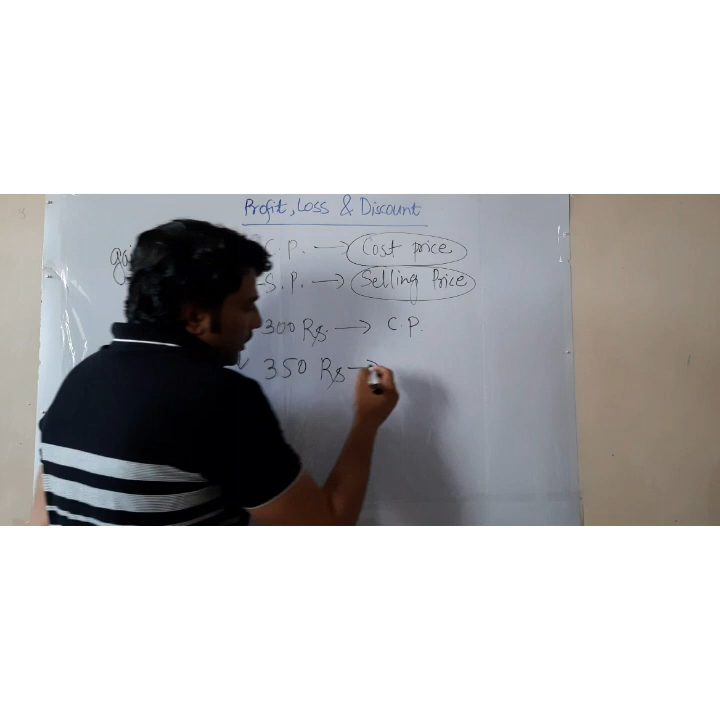 Profit, Loss & Discount
C.P. → Cost price
S.P. → Selling Price
300 Rs. → C.P.
350 Rs →